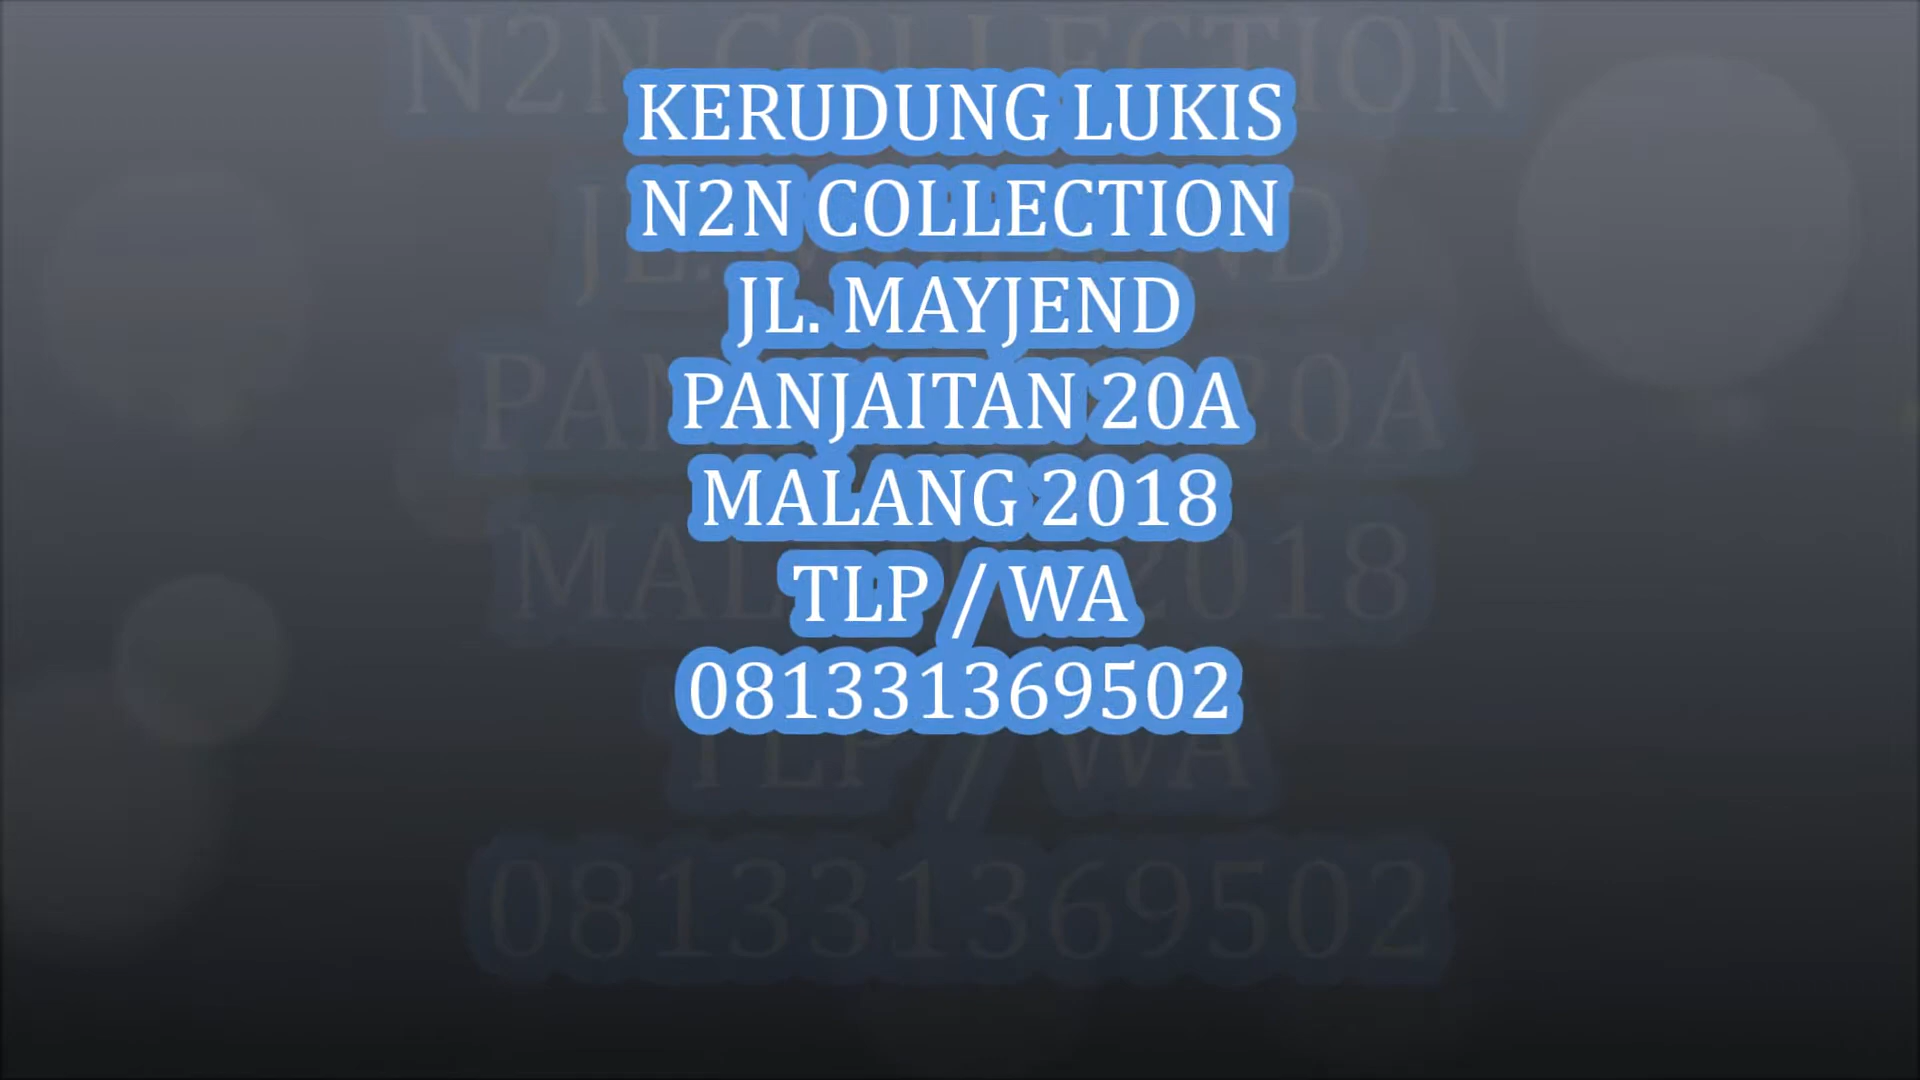 KERUDUNG LUKIS
N2N COLLECTION
JL. MAYJEND
PANJAITAN 20A
MALANG 2018
TLP / WA
081331369502